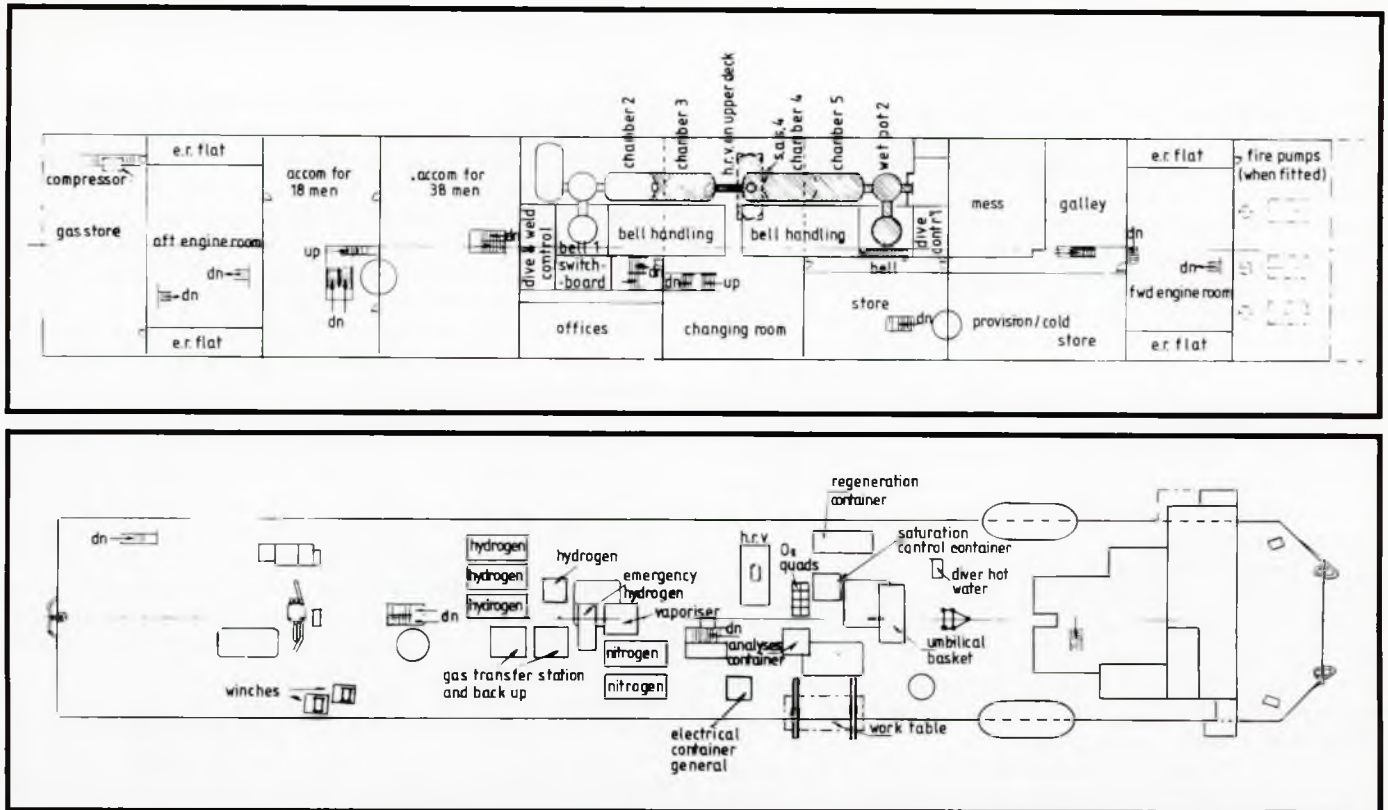 chamber 2
chamber 3
h.r.v on upper deck
s.a.s. 4
chamber 4
chamber 5
wet pot 2
e.r. flat
compressor
gas store
aft engine room
dn
dn
e.r. flat
accom for
18 men
up
dn
accom for
38 men
dive & weld
control
bell 1
switch-
-board
bell handling
bell handling
dn
dn
up
offices
changing room
dive
control
bell
store
dn
mess
galley
provision/cold
store
e.r. flat
dn
dn
fwd engine room
e.r. flat
fire pumps
(when fitted)
dn
winches
hydrogen
hydrogen
hydrogen
dn
hydrogen
emergency
hydrogen
vaporiser
nitrogen
nitrogen
gas transfer station
and back up
h.r.v
O₂
quads
regeneration
container
saturation
control container
diver hot
water
umbilical
basket
dn
analyses
container
electrical
container
general
work table